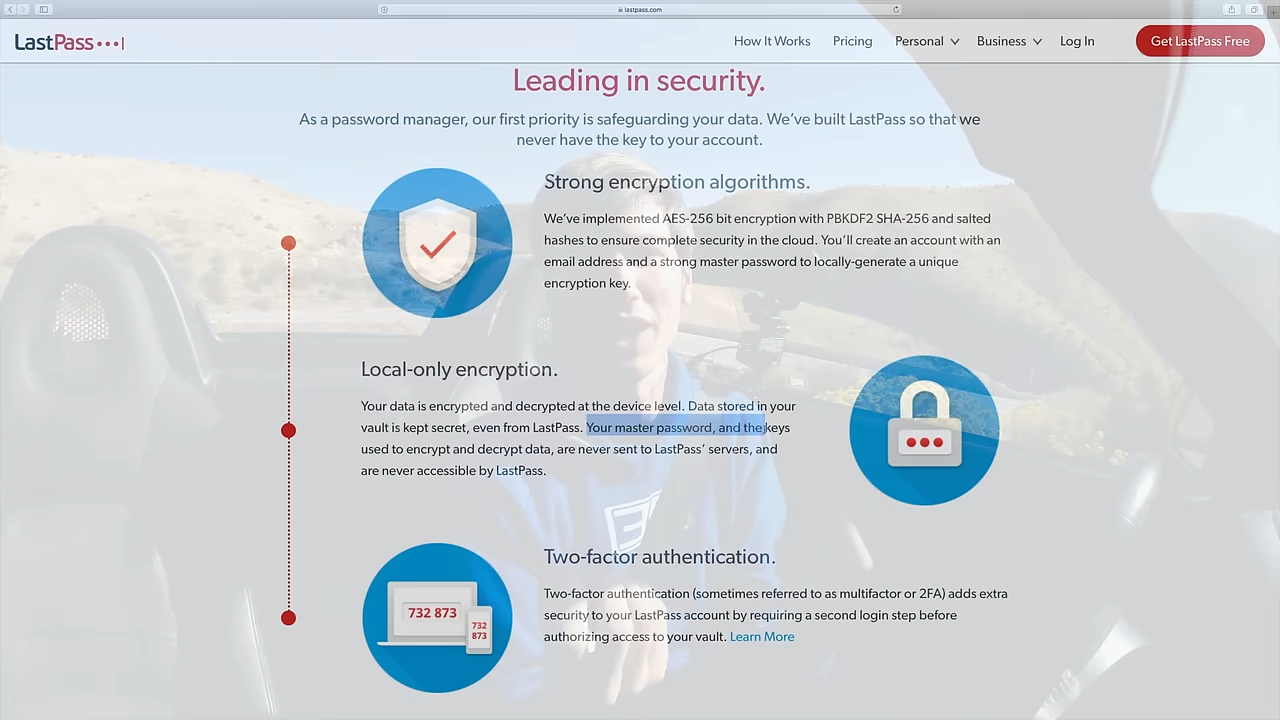 lastpass.com
LastPass•••|
How It Works
Pricing
Personal
Business
Log In
Get LastPass Free
Leading in security.
As a password manager, our first priority is safeguarding your data. We've built LastPass so that we
never have the key to your account.
Strong encryption algorithms.
We've implemented AES-256 bit encryption with PBKDF2 SHA-256 and salted
hashes to ensure complete security in the cloud. You'll create an account with an
email address and a strong master password to locally-generate a unique
encryption key.
Local-only encryption.
Your data is encrypted and decrypted at the device level. Data stored in your
vault is kept secret, even from LastPass. Your master password, and the keys
used to encrypt and decrypt data, are never sent to LastPass' servers, and
are never accessible by LastPass.
Two-factor authentication.
732 873
732
873
Two-factor authentication (sometimes referred to as multifactor or 2FA) adds extra
security to your LastPass account by requiring a second login step before
authorizing access to your vault. Learn More